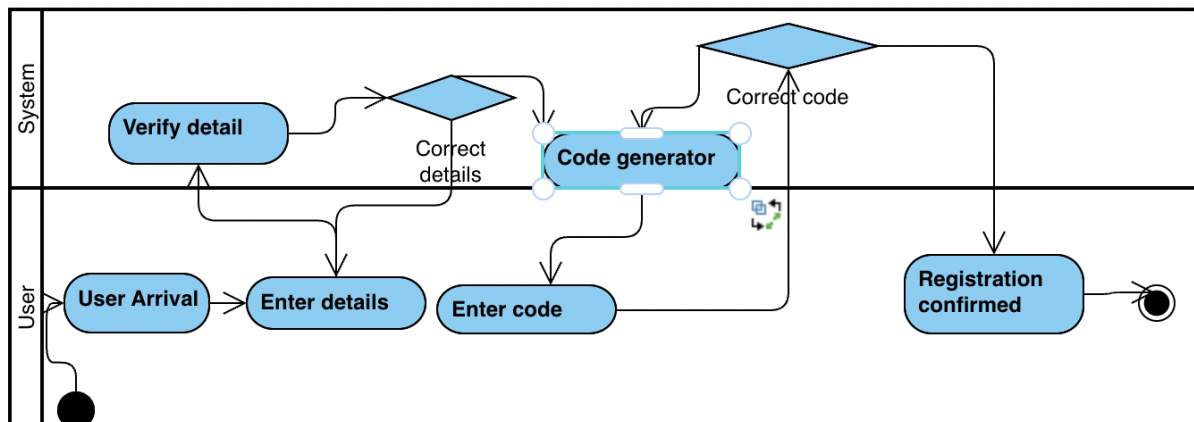 System
Verify detail
Correct
details
Code generator
Correct code
User
User Arrival
Enter details
Enter code
Registration
confirmed